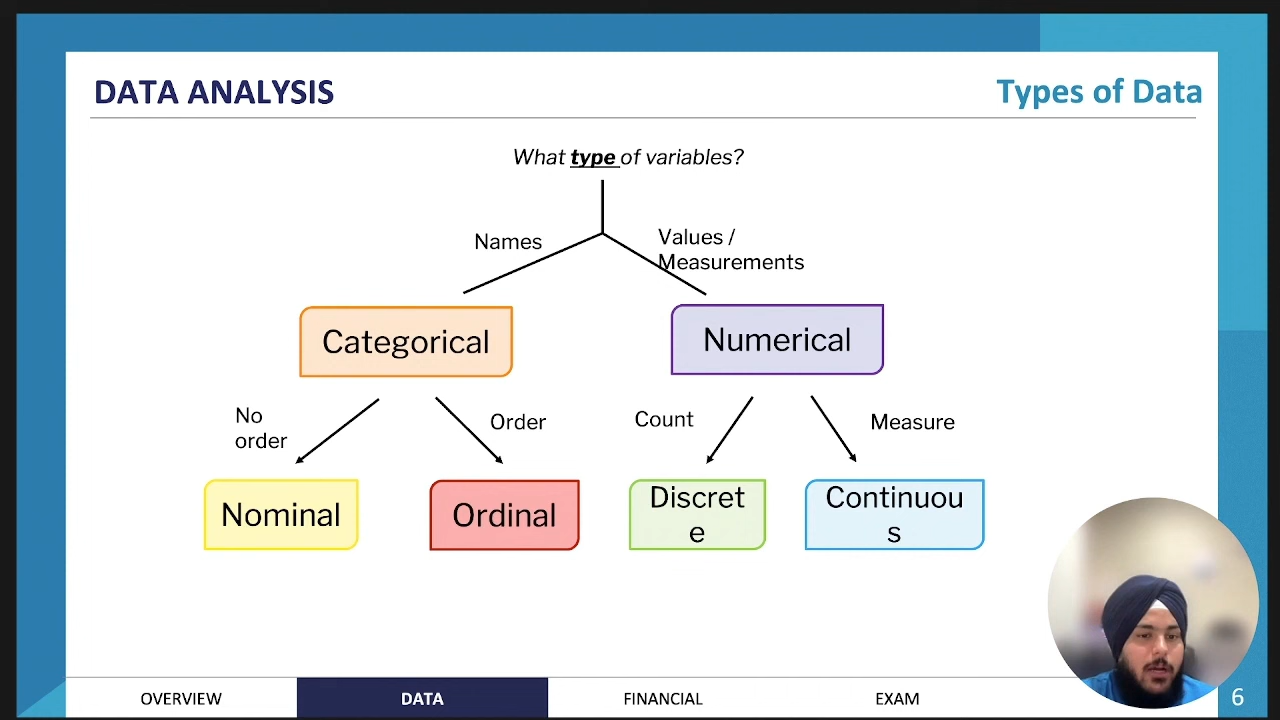 DATA ANALYSIS
Types of Data
What type of variables?
Names
Values /
Measurements
Categorical
Numerical
No
order
Order
Count
Measure
Nominal
Ordinal
Discret
e
Continuou
s
OVERVIEW
DATA
FINANCIAL
EXAM
6